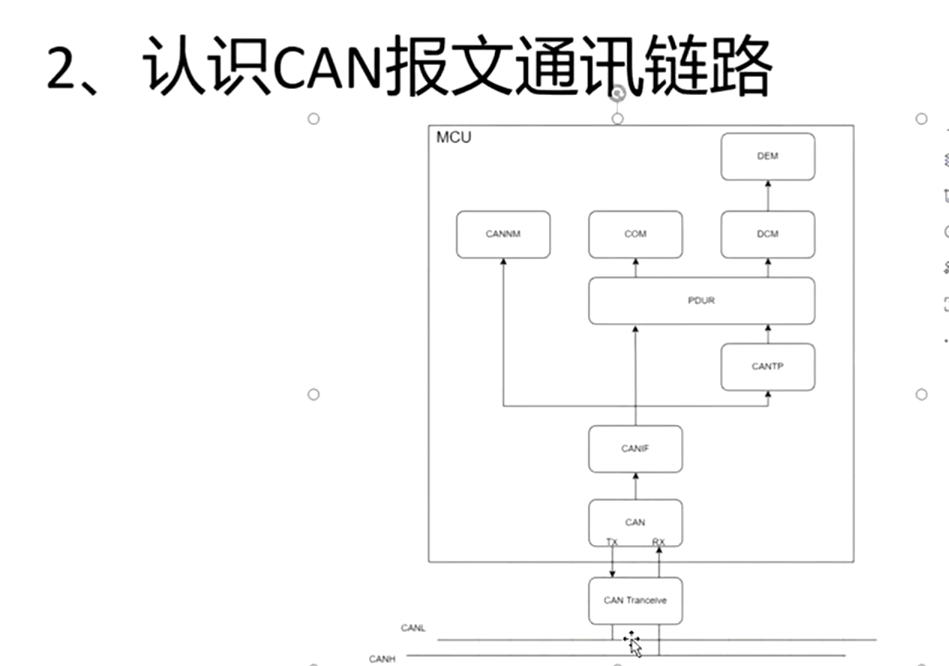 2、认识CAN报文通讯链路
MCU
DEM
CANNM
COM
DCM
PDUR
CANTP
CANIF
CAN
TX
RX
CAN Tranceive
CANL
CANH